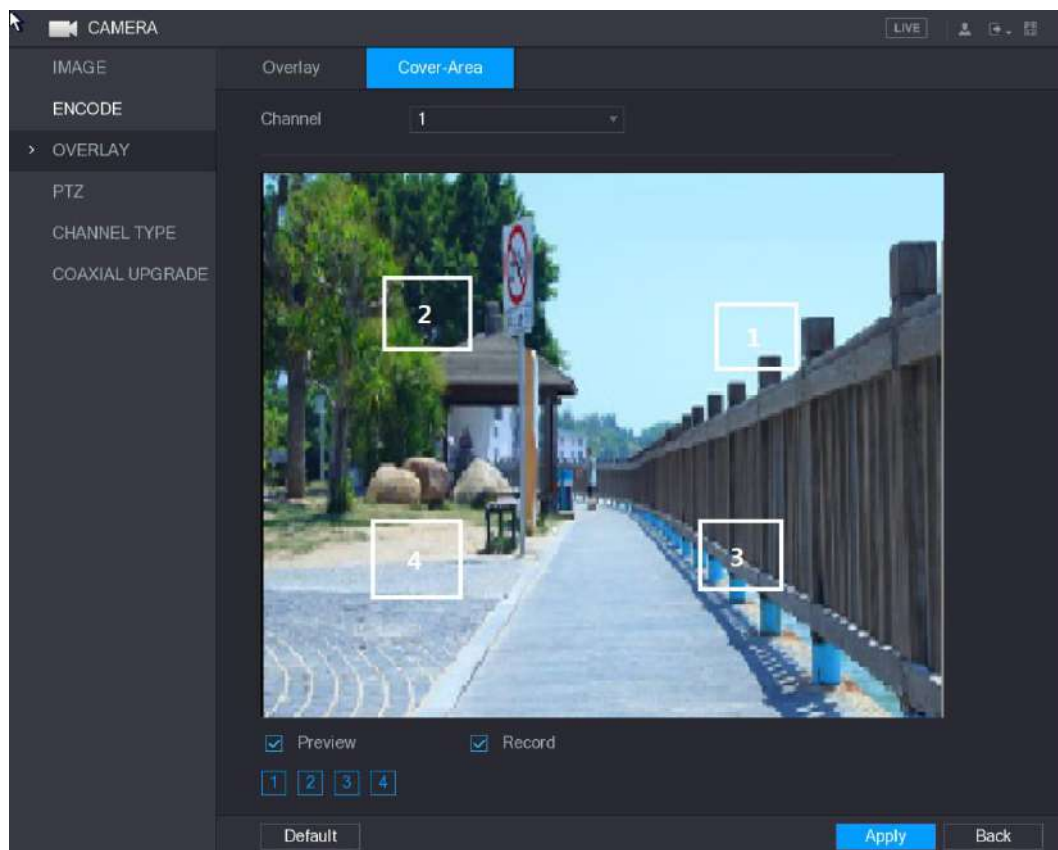 CAMERA
LIVE
IMAGE
Overlay
Cover-Area
ENCODE
Channel
1
OVERLAY
PTZ
CHANNEL TYPE
COAXIAL UPGRADE
2
1
4
3
Preview
Record
1 2 3 4
Default
Apply
Back